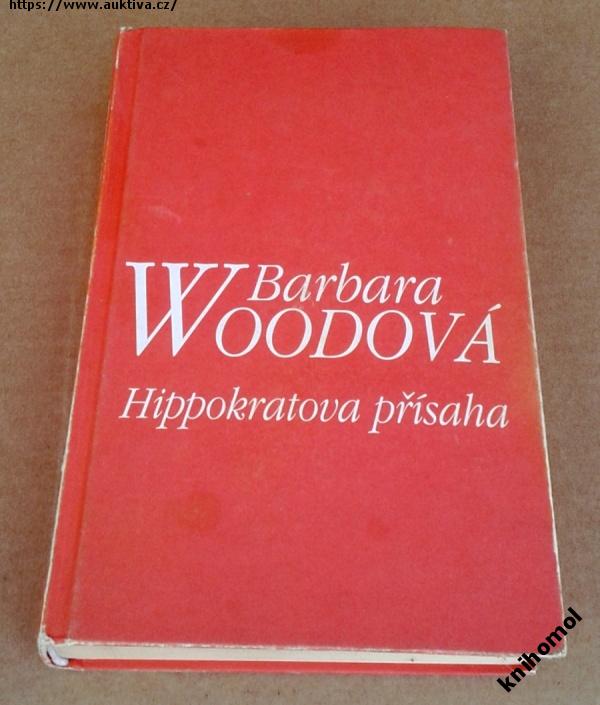 https://www.auktiva.cz/
Barbara
WOODOVÁ
Hippokratova přísaha
knihomol